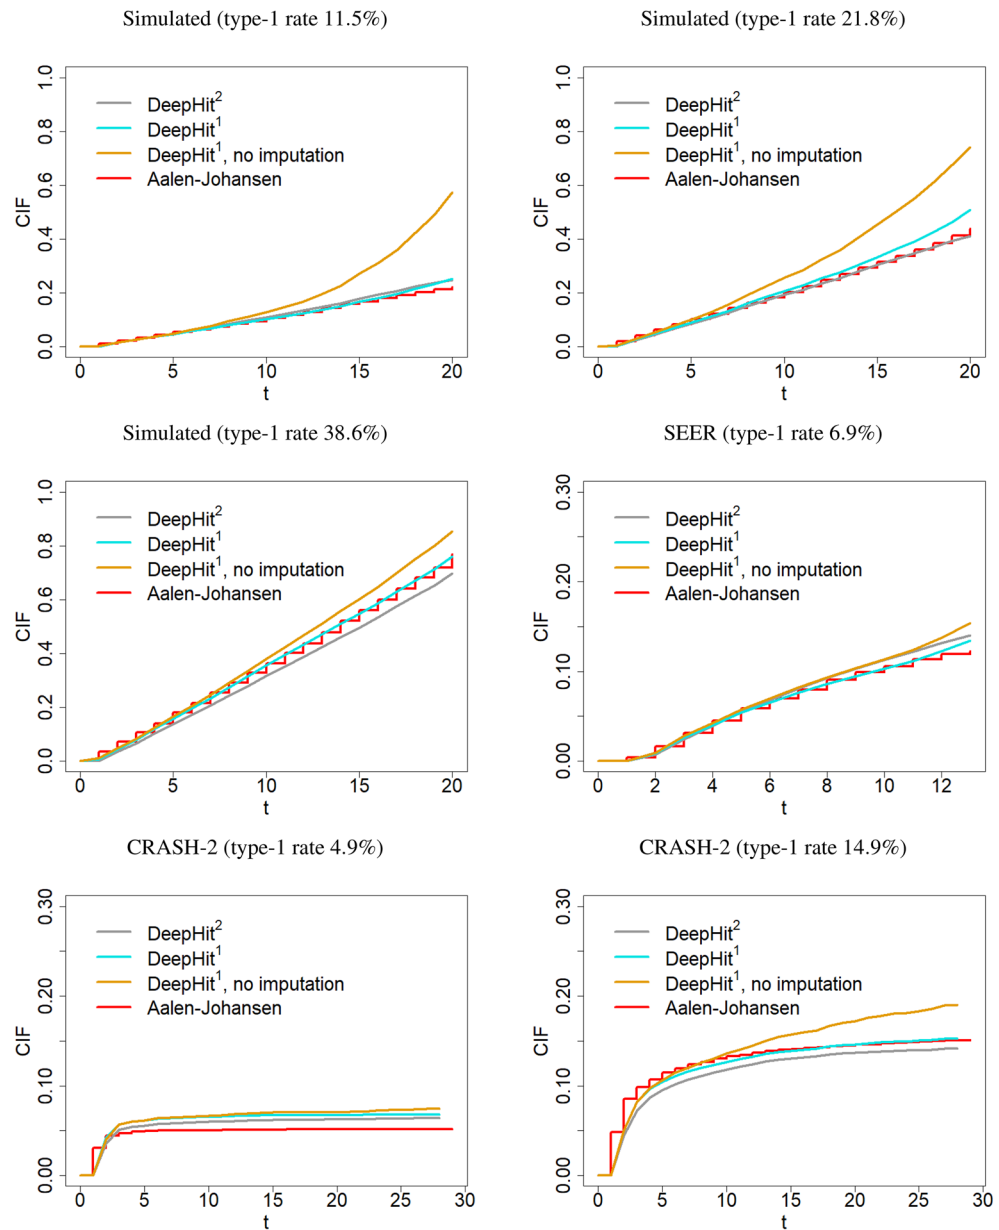 Simulated (type-1 rate 11.5%)
CIF
1.0
0.8
0.6
0.4
0.2
0.0
DeepHit²
DeepHit¹
DeepHit¹, no imputation
Aalen-Johansen
0 5 10 15 20
t
Simulated (type-1 rate 21.8%)
CIF
1.0
0.8
0.6
0.4
0.2
0.0
DeepHit²
DeepHit¹
DeepHit¹, no imputation
Aalen-Johansen
0 5 10 15 20
t
Simulated (type-1 rate 38.6%)
CIF
1.0
0.8
0.6
0.4
0.2
0.0
DeepHit²
DeepHit¹
DeepHit¹, no imputation
Aalen-Johansen
0 5 10 15 20
t
SEER (type-1 rate 6.9%)
CIF
0.30
0.20
0.10
0.00
DeepHit²
DeepHit¹
DeepHit¹, no imputation
Aalen-Johansen
0 2 4 6 8 10 12
t
CRASH-2 (type-1 rate 4.9%)
CIF
0.30
0.20
0.10
0.00
DeepHit²
DeepHit¹
DeepHit¹, no imputation
Aalen-Johansen
0 5 10 15 20 25 30
t
CRASH-2 (type-1 rate 14.9%)
CIF
0.30
0.20
0.10
0.00
DeepHit²
DeepHit¹
DeepHit¹, no imputation
Aalen-Johansen
0 5 10 15 20 25 30
t